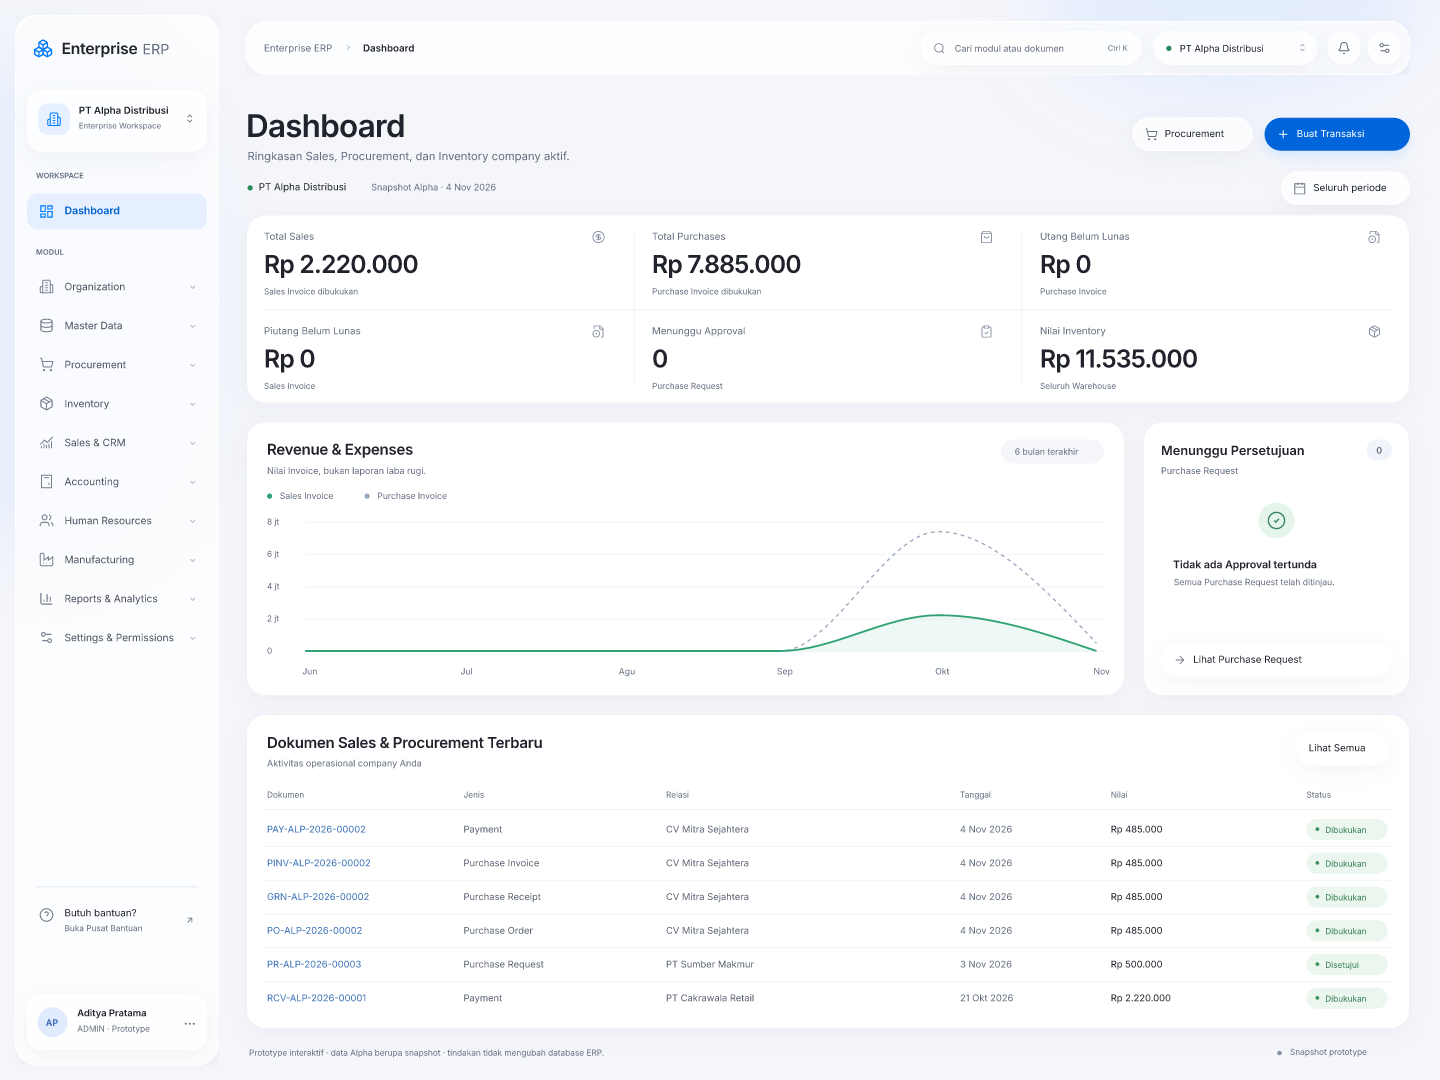 Enterprise ERP
PT Alpha Distribusi
Enterprise Workspace
WORKSPACE
Dashboard
MODUL
Organization
Master Data
Procurement
Inventory
Sales & CRM
Accounting
Human Resources
Manufacturing
Reports & Analytics
Settings & Permissions
Butuh bantuan?
Buka Pusat Bantuan
AP
Aditya Pratama
ADMIN · Prototype
Enterprise ERP > Dashboard
Cari modul atau dokumen Ctrl K
PT Alpha Distribusi
Dashboard
Ringkasan Sales, Procurement, dan Inventory company aktif.
Procurement
Buat Transaksi
PT Alpha Distribusi Snapshot Alpha · 4 Nov 2026
Seluruh periode
Total Sales
Rp 2.220.000
Sales Invoice dibukukan
Total Purchases
Rp 7.885.000
Purchase Invoice dibukukan
Utang Belum Lunas
Rp 0
Purchase Invoice
Piutang Belum Lunas
Rp 0
Sales Invoice
Menunggu Approval
0
Purchase Request
Nilai Inventory
Rp 11.535.000
Seluruh Warehouse
Revenue & Expenses
Nilai Invoice, bukan laporan laba rugi.
6 bulan terakhir
Sales Invoice Purchase Invoice
8 jt
6 jt
4 jt
2 jt
0
Jun Jul Agu Sep Okt Nov
Menunggu Persetujuan 0
Purchase Request
Tidak ada Approval tertunda
Semua Purchase Request telah ditinjau.
Lihat Purchase Request
Dokumen Sales & Procurement Terbaru
Aktivitas operasional company Anda
Lihat Semua
Dokumen Jenis Relasi Tanggal Nilai Status
PAY-ALP-2026-00002 Payment CV Mitra Sejahtera 4 Nov 2026 Rp 485.000 Dibukukan
PINV-ALP-2026-00002 Purchase Invoice CV Mitra Sejahtera 4 Nov 2026 Rp 485.000 Dibukukan
GRN-ALP-2026-00002 Purchase Receipt CV Mitra Sejahtera 4 Nov 2026 Rp 485.000 Dibukukan
PO-ALP-2026-00002 Purchase Order CV Mitra Sejahtera 4 Nov 2026 Rp 485.000 Dibukukan
PR-ALP-2026-00003 Purchase Request PT Sumber Makmur 3 Nov 2026 Rp 500.000 Disetujui
RCV-ALP-2026-00001 Payment PT Cakrawala Retail 21 Okt 2026 Rp 2.220.000 Dibukukan
Prototype interaktif · data Alpha berupa snapshot · tindakan tidak mengubah database ERP.
Snapshot prototype